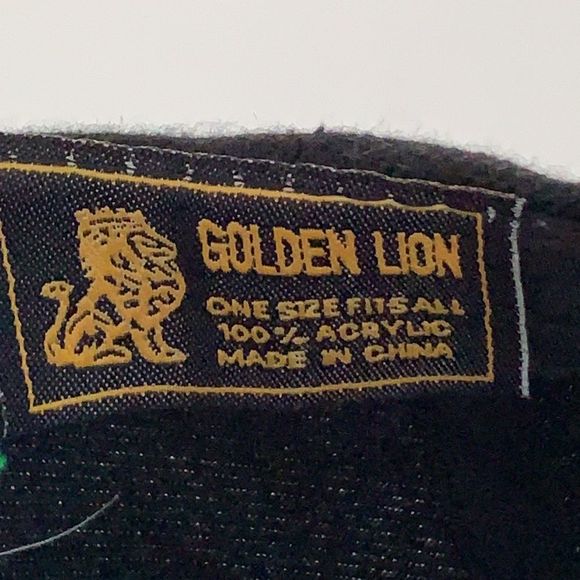 GOLDEN LION
ONE SIZE FITS ALL
100% ACRYLIC
MADE IN CHINA